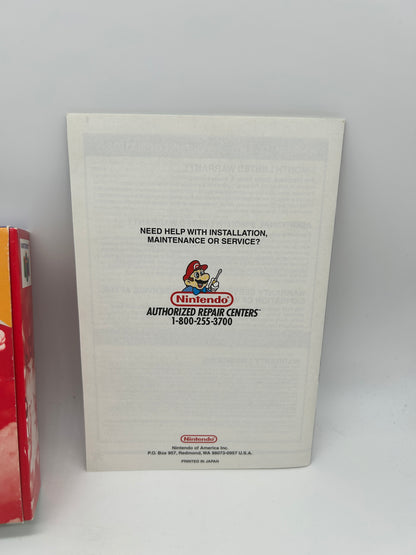 NEED HELP WITH INSTALLATION,
MAINTENANCE OR SERVICE?
Nintendo®
AUTHORIZED REPAIR CENTERS™
1-800-255-3700
Nintendo®
Nintendo of America Inc.
P.O. Box 957, Redmond, WA 98073-0957 U.S.A.
PRINTED IN JAPAN